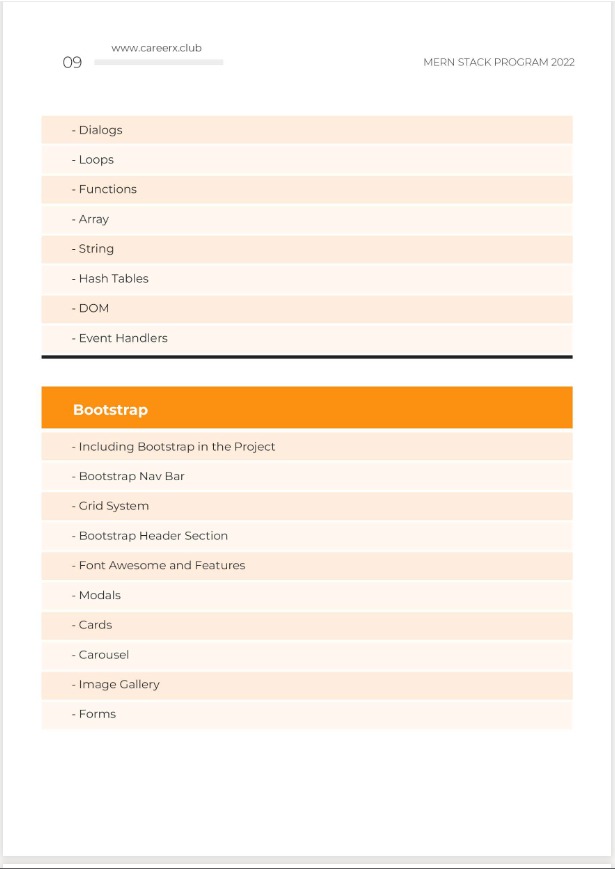 www.careerx.club
09
MERN STACK PROGRAM 2022
- Dialogs
- Loops
- Functions
- Array
- String
- Hash Tables
- DOM
- Event Handlers
Bootstrap
- Including Bootstrap in the Project
- Bootstrap Nav Bar
- Grid System
- Bootstrap Header Section
- Font Awesome and Features
- Modals
- Cards
- Carousel
- Image Gallery
- Forms